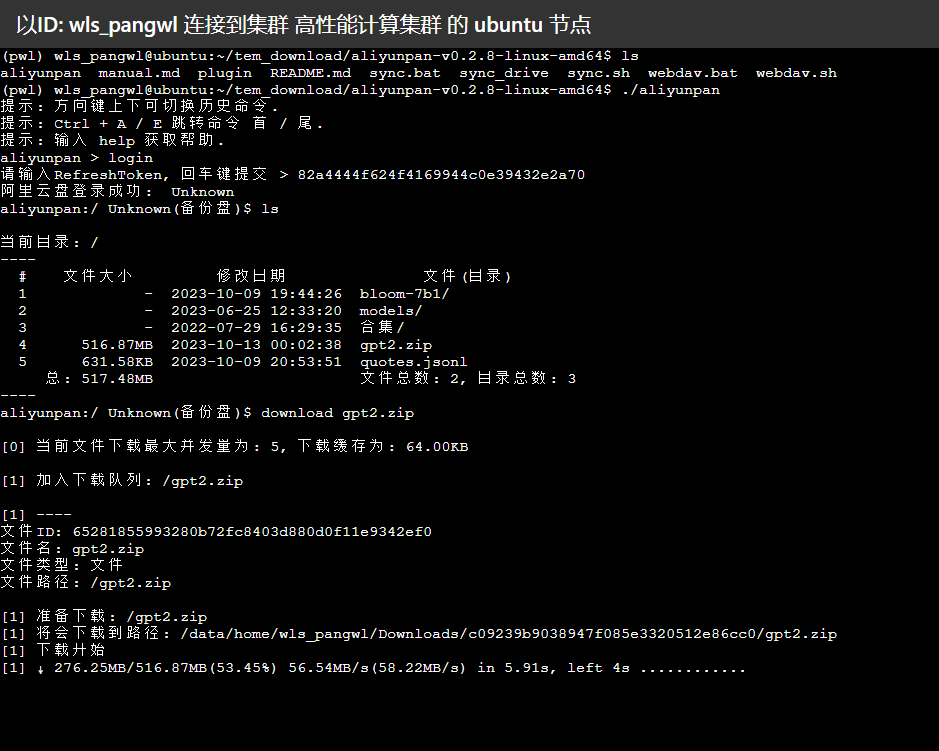 以ID: wls_pangwl 连接到集群 高性能计算集群 的 ubuntu 节点
(pwl) wls_pangwl@ubuntu:~/tem_download/aliyunpan-v0.2.8-linux-amd64$ ls
aliyunpan  manual.md  plugin  README.md  sync.bat  sync_drive  sync.sh  webdav.bat  webdav.sh
(pwl) wls_pangwl@ubuntu:~/tem_download/aliyunpan-v0.2.8-linux-amd64$ ./aliyunpan
提示: 方向键上下可切换历史命令.
提示: Ctrl + A / E 跳转命令 首 / 尾.
提示: 输入 help 获取帮助.
aliyunpan > login
请输入RefreshToken, 回车键提交 > 82a4444f624f4169944c0e39432e2a70
阿里云盘登录成功:  Unknown
aliyunpan:/ Unknown(备份盘)$ ls
当前目录: /
----
#  文件大小  修改日期  文件(目录)
1  -  2023-10-09 19:44:26  bloom-7b1/
2  -  2023-06-25 12:33:20  models/
3  -  2022-07-29 16:29:35  合集/
4  516.87MB  2023-10-13 00:02:38  gpt2.zip
5  631.58KB  2023-10-09 20:53:51  quotes.jsonl
总: 517.48MB  文件总数: 2, 目录总数: 3
----
aliyunpan:/ Unknown(备份盘)$ download gpt2.zip
[0] 当前文件下载最大并发量为: 5, 下载缓存为: 64.00KB
[1] 加入下载队列: /gpt2.zip
[1] ----
文件ID: 65281855993280b72fc8403d880d0f11e9342ef0
文件名: gpt2.zip
文件类型: 文件
文件路径: /gpt2.zip
[1] 准备下载: /gpt2.zip
[1] 将会下载到路径: /data/home/wls_pangwl/Downloads/c09239b9038947f085e3320512e86cc0/gpt2.zip
[1] 下载开始
[1] ↓ 276.25MB/516.87MB(53.45%) 56.54MB/s(58.22MB/s) in 5.91s, left 4s ............